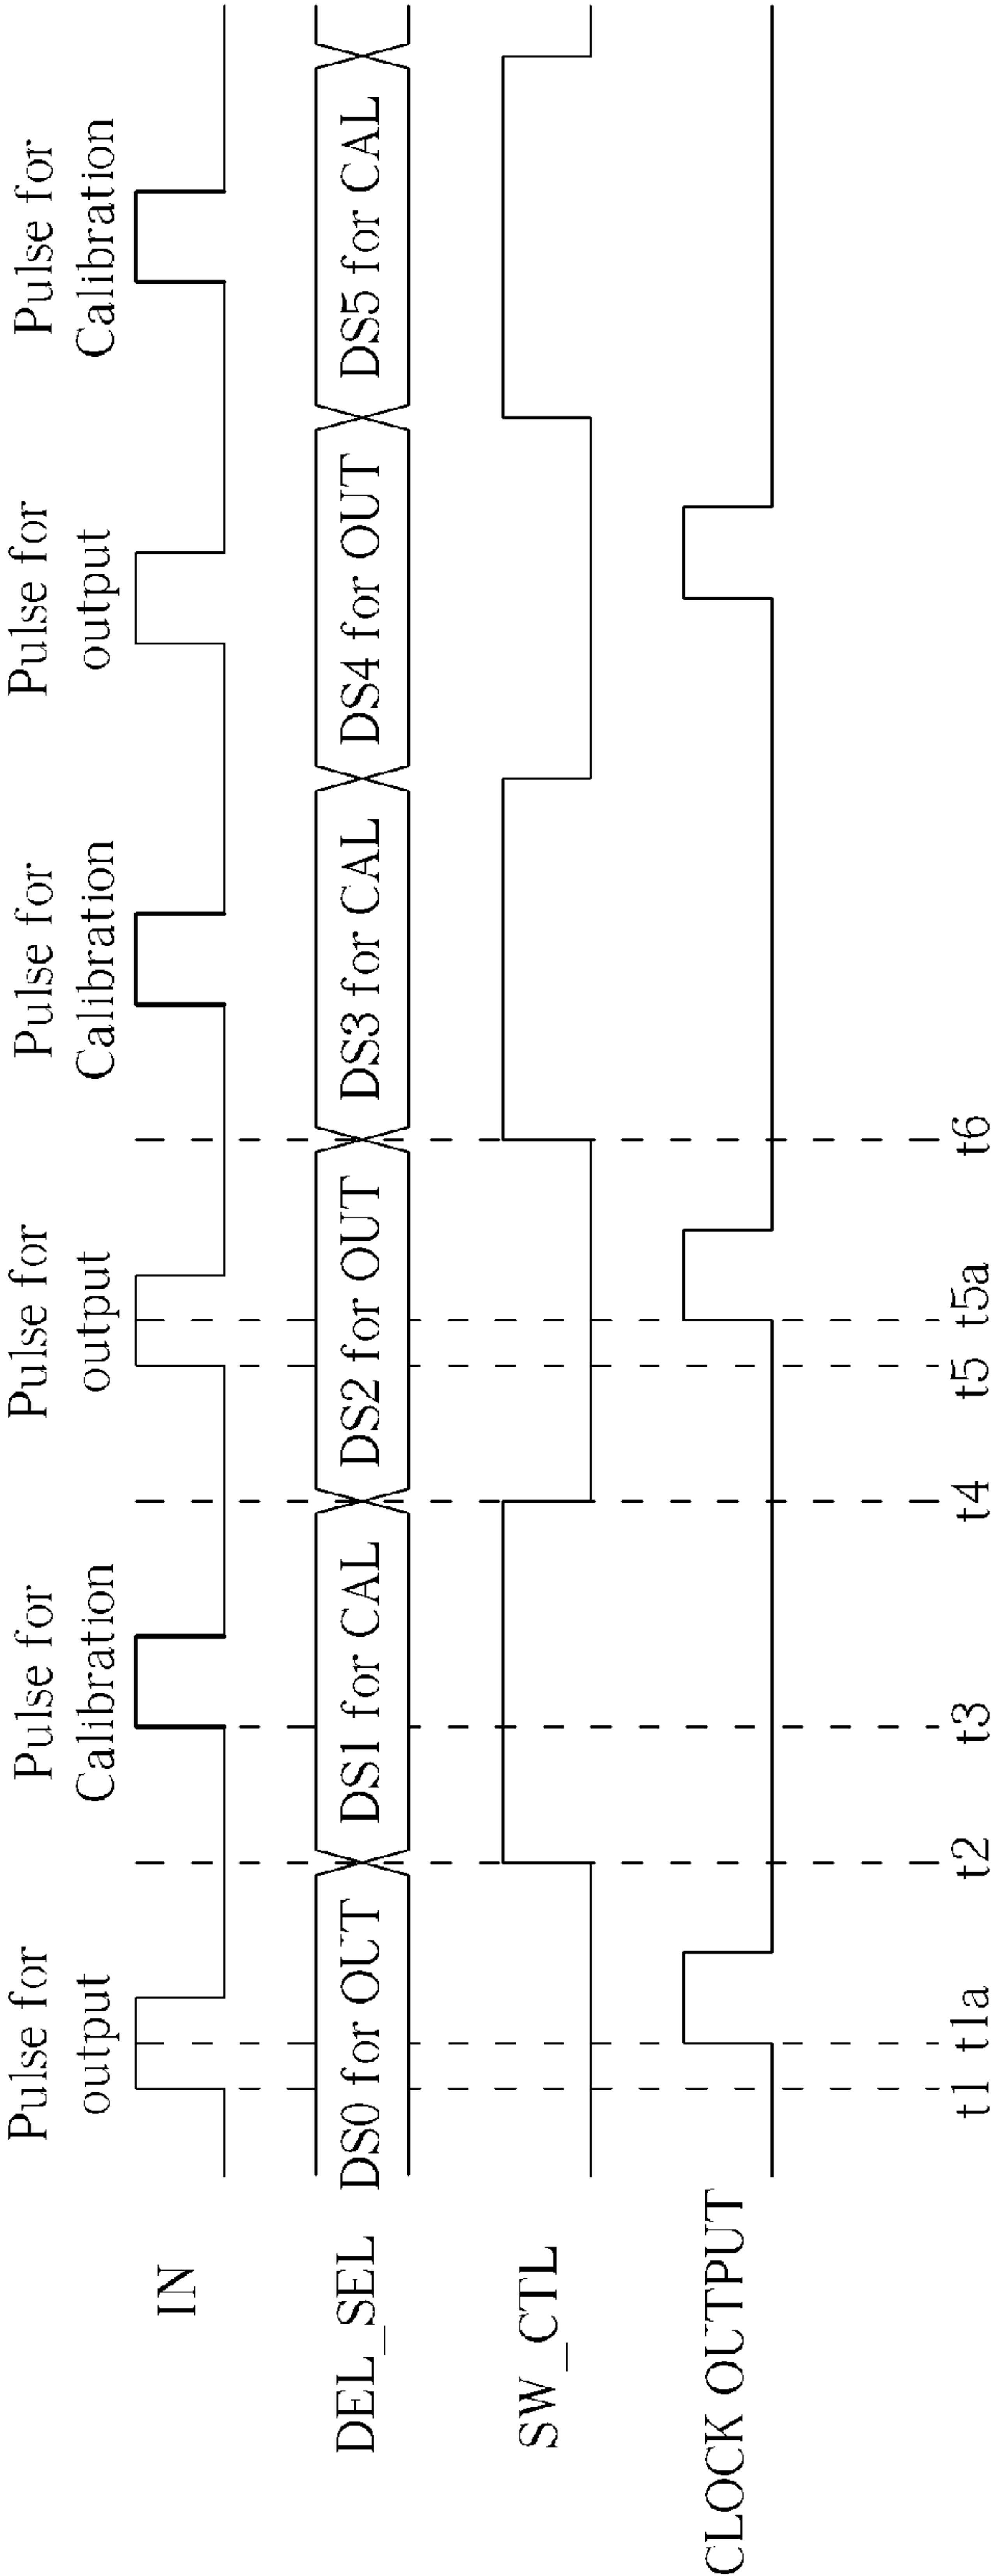 Pulse for
output
Pulse for
Calibration
Pulse for
output
Pulse for
Calibration
Pulse for
output
Pulse for
Calibration
IN
DEL_SEL
DS0 for OUT
DS1 for CAL
DS2 for OUT
DS3 for CAL
DS4 for OUT
DS5 for CAL
SW_CTL
CLOCK OUTPUT
t1
t1a
t2
t3
t4
t5
t5a
t6